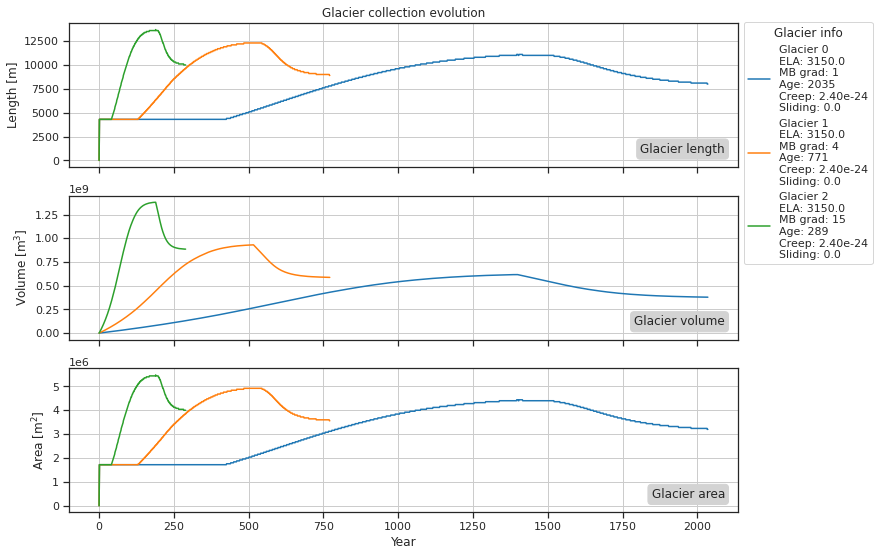 Glacier collection evolution
Length [m]
12500
10000
7500
5000
2500
0
Glacier length
1e9
Volume [m³]
1.25
1.00
0.75
0.50
0.25
0.00
Glacier volume
1e6
Area [m²]
5
4
3
2
1
0
Glacier area
0
250
500
750
1000
1250
1500
1750
2000
Year
Glacier info
Glacier 0
ELA: 3150.0
MB grad: 1
Age: 2035
Creep: 2.40e-24
Sliding: 0.0
Glacier 1
ELA: 3150.0
MB grad: 4
Age: 771
Creep: 2.40e-24
Sliding: 0.0
Glacier 2
ELA: 3150.0
MB grad: 15
Age: 289
Creep: 2.40e-24
Sliding: 0.0